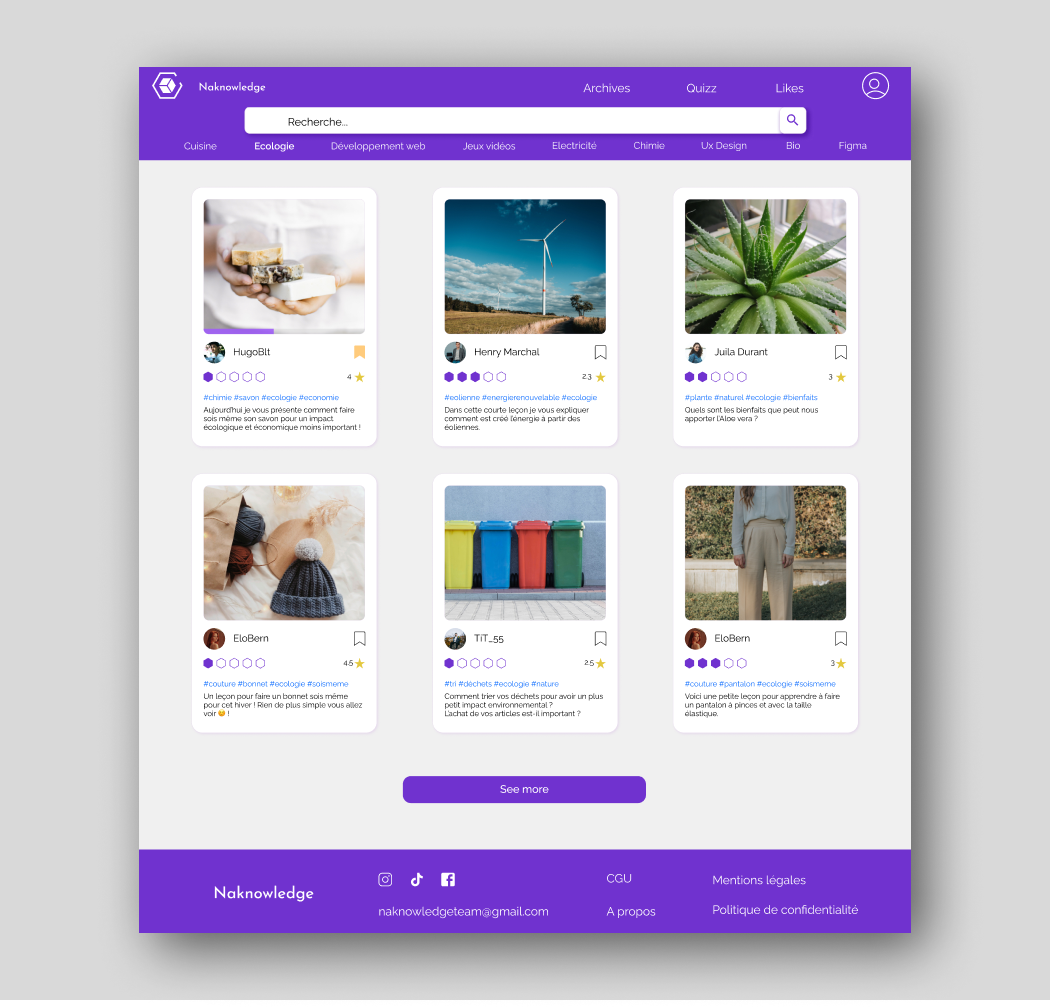 Naknowledge
Archives Quizz Likes
Recherche...
Cuisine Ecologie Développement web Jeux vidéos Electricité Chimie Ux Design Bio Figma
HugoBlt
4
#chimie #savon #ecologie #economie
Aujourd'hui je vous présente comment faire
sois même son savon pour un impact
écologique et économique moins important !
Henry Marchal
2.3
#eolienne #energierenouvelable #ecologie
Dans cette courte leçon je vous expliquer
comment est créé l'énergie à partir des
éoliennes.
Juila Durant
3
#plante #naturel #ecologie #bienfaits
Quels sont les bienfaits que peut nous
apporter l'Aloe vera ?
EloBern
4.5
#couture #bonnet #ecologie #soismeme
Un leçon pour faire un bonnet sois même
pour cet hiver ! Rien de plus simple vous allez
voir 😉 !
TiT_55
2.5
#tri #déchets #ecologie #nature
Comment trier vos déchets pour avoir un plus
petit impact environnemental ?
L'achat de vos articles est-il important ?
EloBern
3
#couture #pantalon #ecologie #soismeme
Voici une petite leçon pour apprendre à faire
un pantalon à pinces et avec la taille
élastique.
See more
Naknowledge
naknowledgeteam@gmail.com
CGU
A propos
Mentions légales
Politique de confidentialité